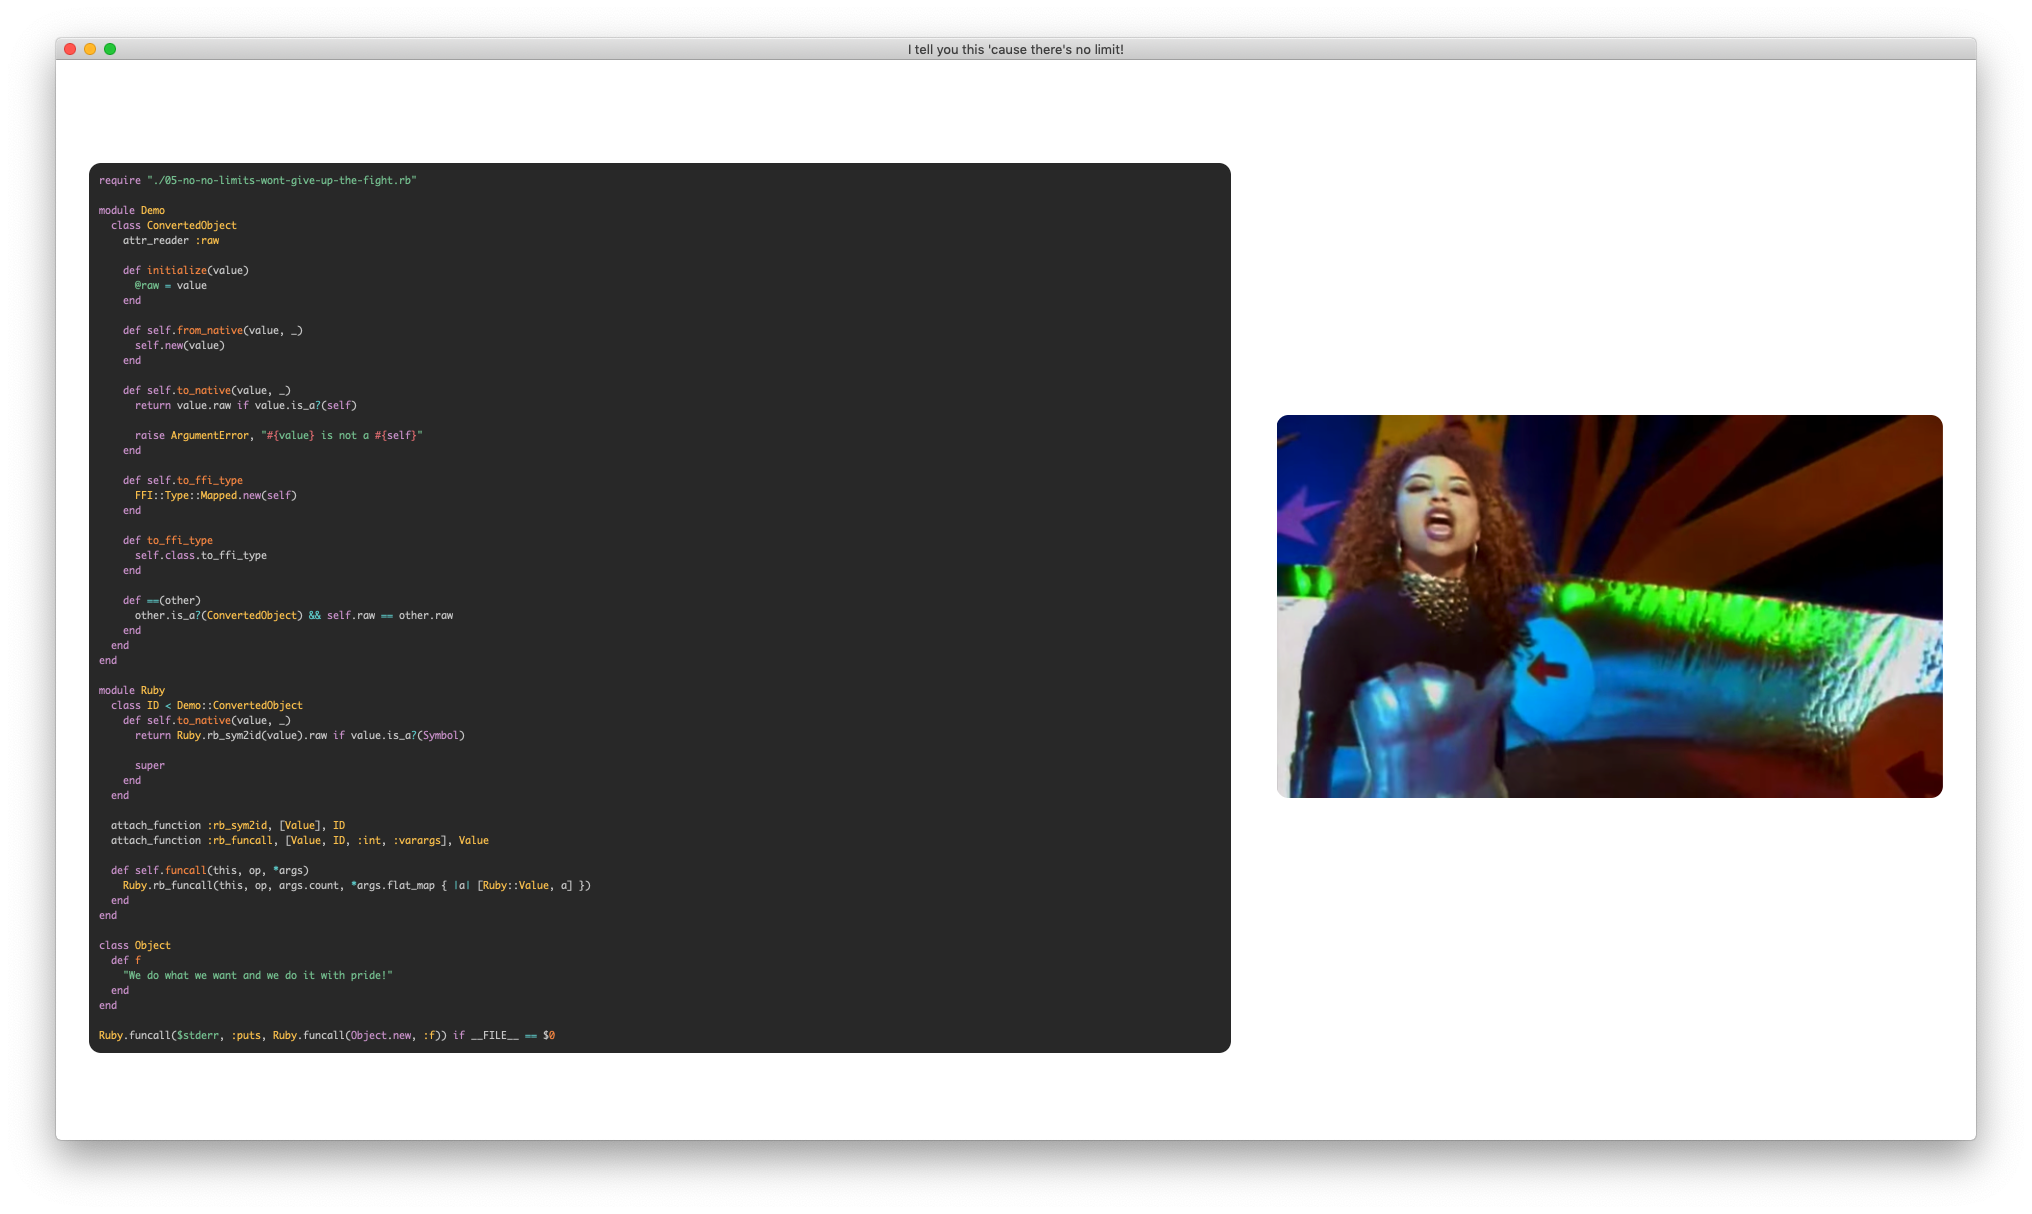 I tell you this 'cause there's no limit!
require "./05-no-no-limits-wont-give-up-the-fight.rb"
module Demo
class ConvertedObject
attr_reader :raw
def initialize(value)
@raw = value
end
def self.from_native(value, _)
self.new(value)
end
def self.to_native(value, _)
return value.raw if value.is_a?(self)
raise ArgumentError, "#{value} is not a #{self}"
end
def self.to_ffi_type
FFI::Type::Mapped.new(self)
end
def to_ffi_type
self.class.to_ffi_type
end
def ==(other)
other.is_a?(ConvertedObject) && self.raw == other.raw
end
end
end
module Ruby
class ID < Demo::ConvertedObject
def self.to_native(value, _)
return Ruby.rb_sym2id(value).raw if value.is_a?(Symbol)
super
end
end
attach_function :rb_sym2id, [Value], ID
attach_function :rb_funcall, [Value, ID, :int, :varargs], Value
def self.funcall(this, op, *args)
Ruby.rb_funcall(this, op, args.count, *args.flat_map { |a| [Ruby::Value, a] })
end
end
class Object
def f
"We do what we want and we do it with pride!"
end
end
Ruby.funcall($stderr, :puts, Ruby.funcall(Object.new, :f)) if __FILE__ == $0